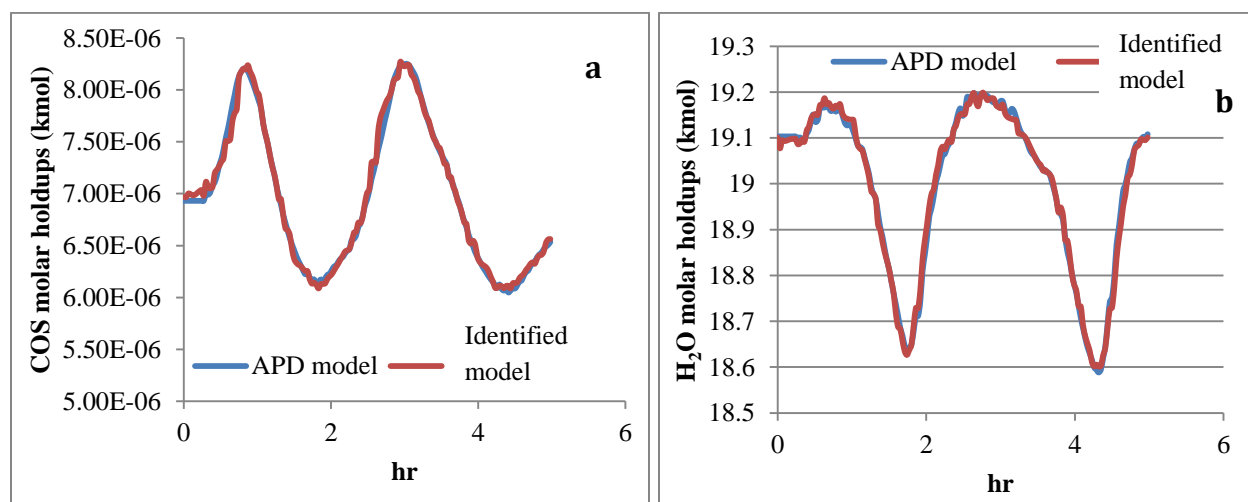 8.50E-06
8.00E-06
7.50E-06
7.00E-06
6.50E-06
6.00E-06
5.50E-06
5.00E-06
COS molar holdups (kmol)
a
APD model
Identified
model
0
2
4
6
hr
19.3
19.2
19.1
19
18.9
18.8
18.7
18.6
18.5
H₂O molar holdups (kmol)
APD model
Identified
model
b
0
2
4
6
hr